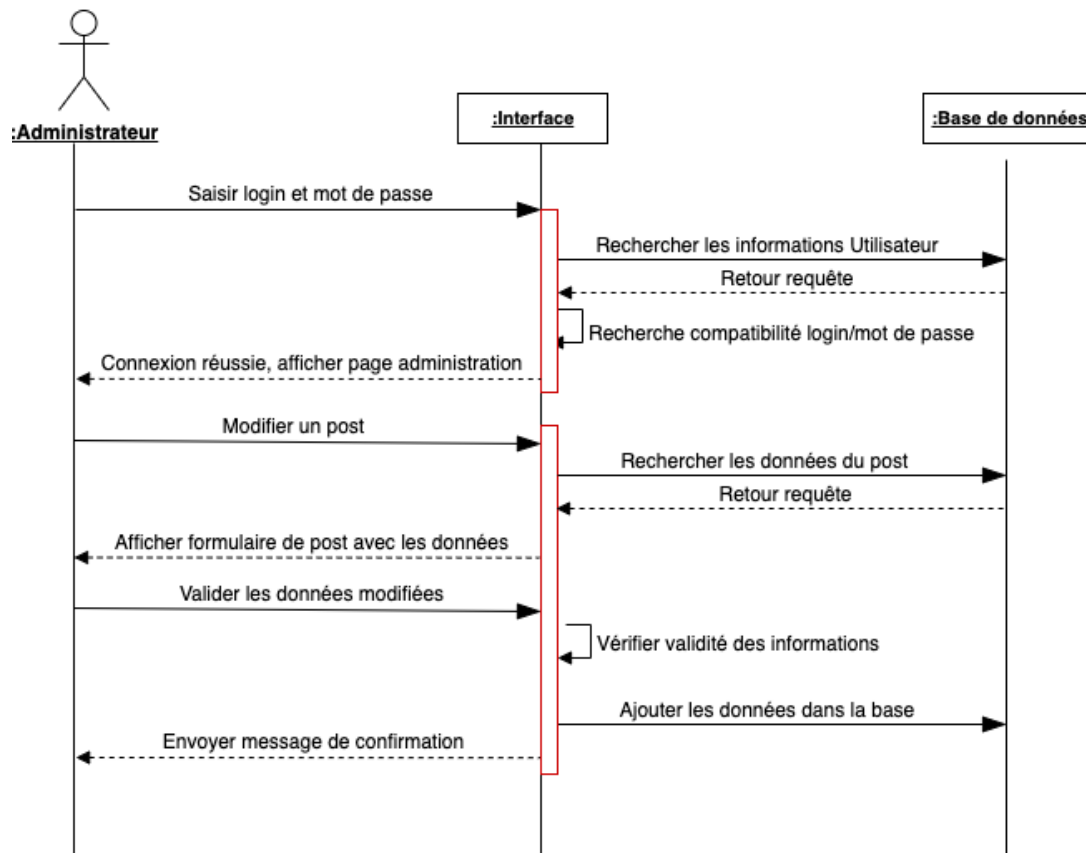 :Administrateur
:Interface
:Base de données
Saisir login et mot de passe
Rechercher les informations Utilisateur
Retour requête
Recherche compatibilité login/mot de passe
Connexion réussie, afficher page administration
Modifier un post
Rechercher les données du post
Retour requête
Afficher formulaire de post avec les données
Valider les données modifiées
Vérifier validité des informations
Ajouter les données dans la base
Envoyer message de confirmation